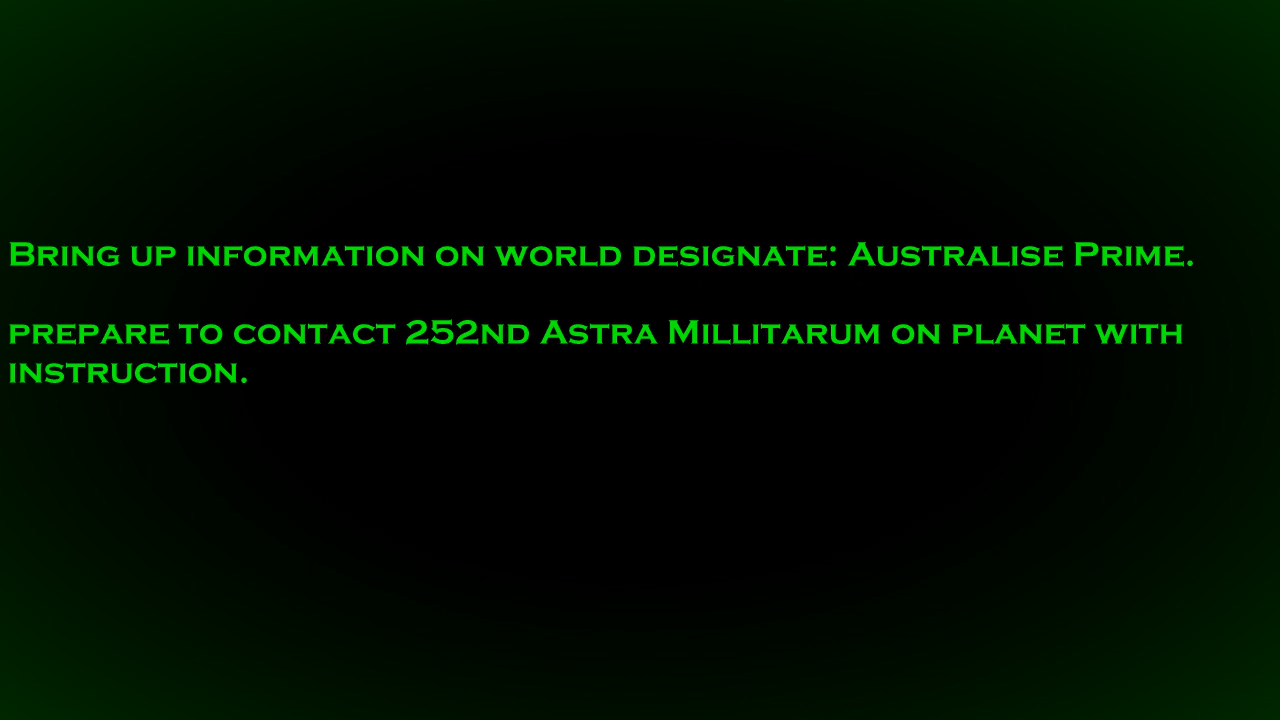 Bring up information on world designate: Australise Prime.
prepare to contact 252nd Astra Millitarum on planet with
instruction.